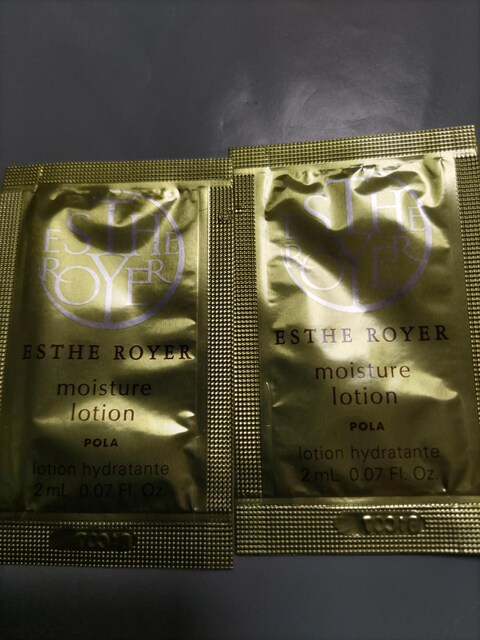 ESTHE
ROYER
ESTHE ROYER
moisture
lotion
POLA
lotion hydratante
2 mL 0.07 Fl. Oz.
ESTHE
ROYER
ESTHE ROYER
moisture
lotion
POLA
lotion hydratante
2 mL 0.07 Fl. Oz.